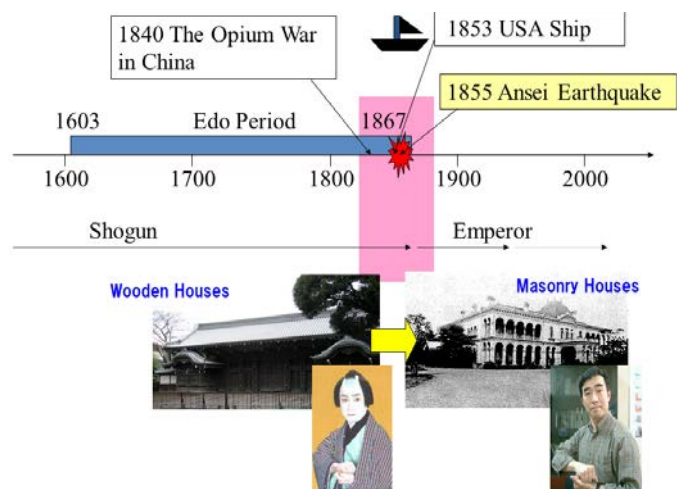 1840 The Opium War
in China
1853 USA Ship
1855 Ansei Earthquake
1603
Edo Period
1867
1600
1700
1800
1900
2000
Shogun
Emperor
Wooden Houses
Masonry Houses